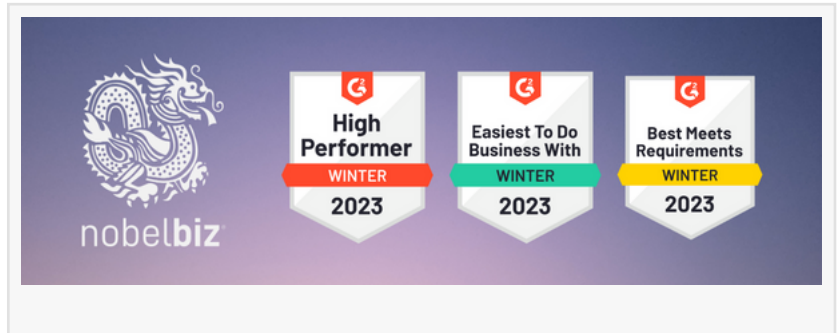 nobelbiz
G2
High
Performer
WINTER
2023
G2
Easiest To Do
Business With
WINTER
2023
G2
Best Meets
Requirements
WINTER
2023